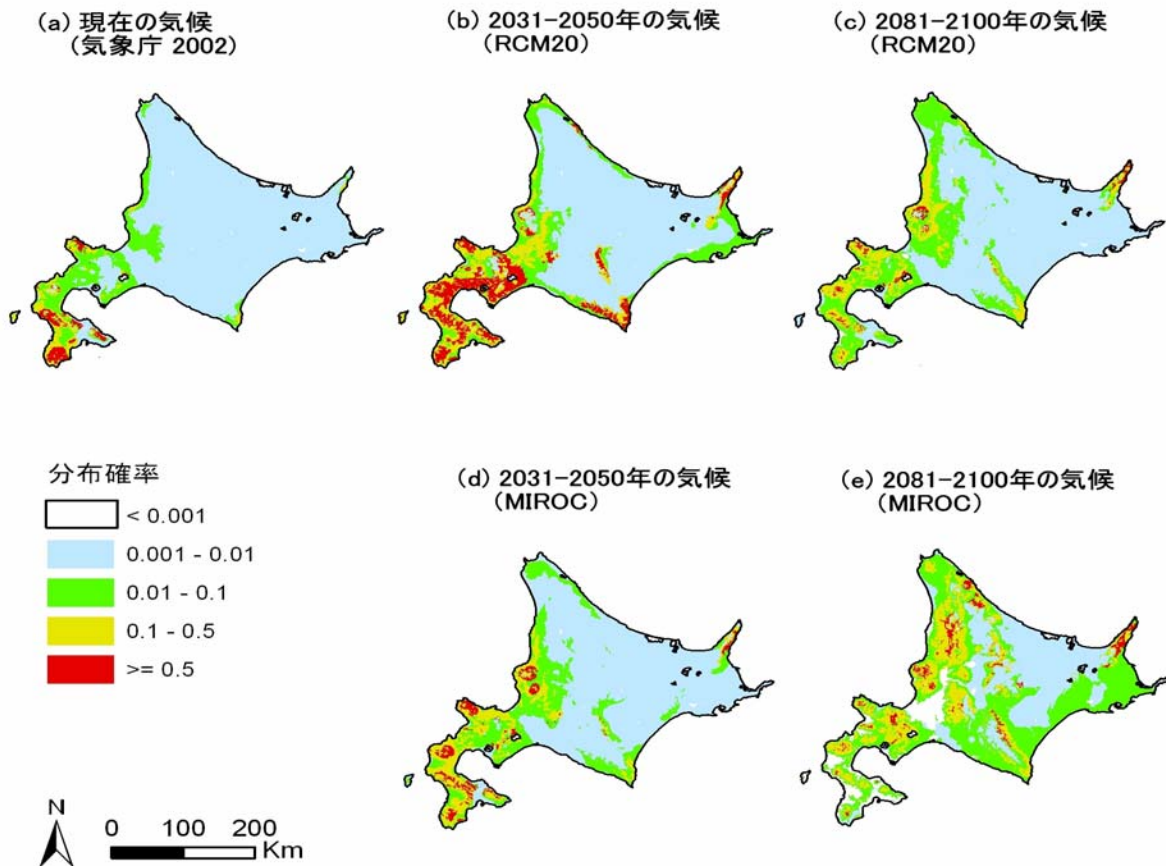 (a) 現在の気候
(気象庁 2002)
(b) 2031-2050年の気候
(RCM20)
(c) 2081-2100年の気候
(RCM20)
分布確率
< 0.001
0.001 - 0.01
0.01 - 0.1
0.1 - 0.5
>= 0.5
N
0 100 200
Km
(d) 2031-2050年の気候
(MIROC)
(e) 2081-2100年の気候
(MIROC)